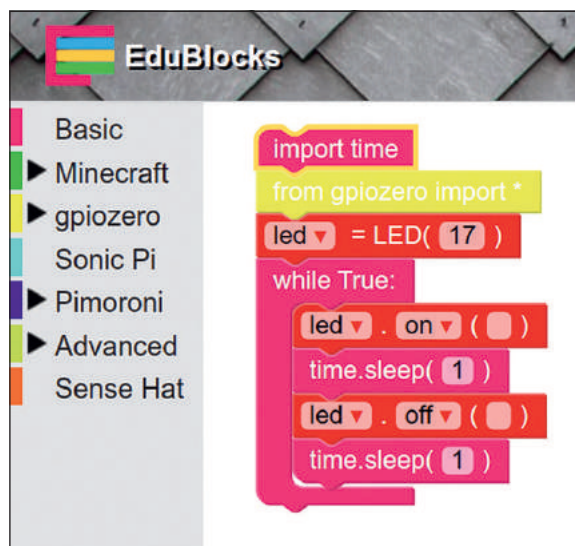 EduBlocks
Basic
Minecraft
gpiozero
Sonic Pi
Pimoroni
Advanced
Sense Hat
import time
from gpiozero import *
led = LED( 17 )
while True:
led . on ( )
time.sleep( 1 )
led . off ( )
time.sleep( 1 )